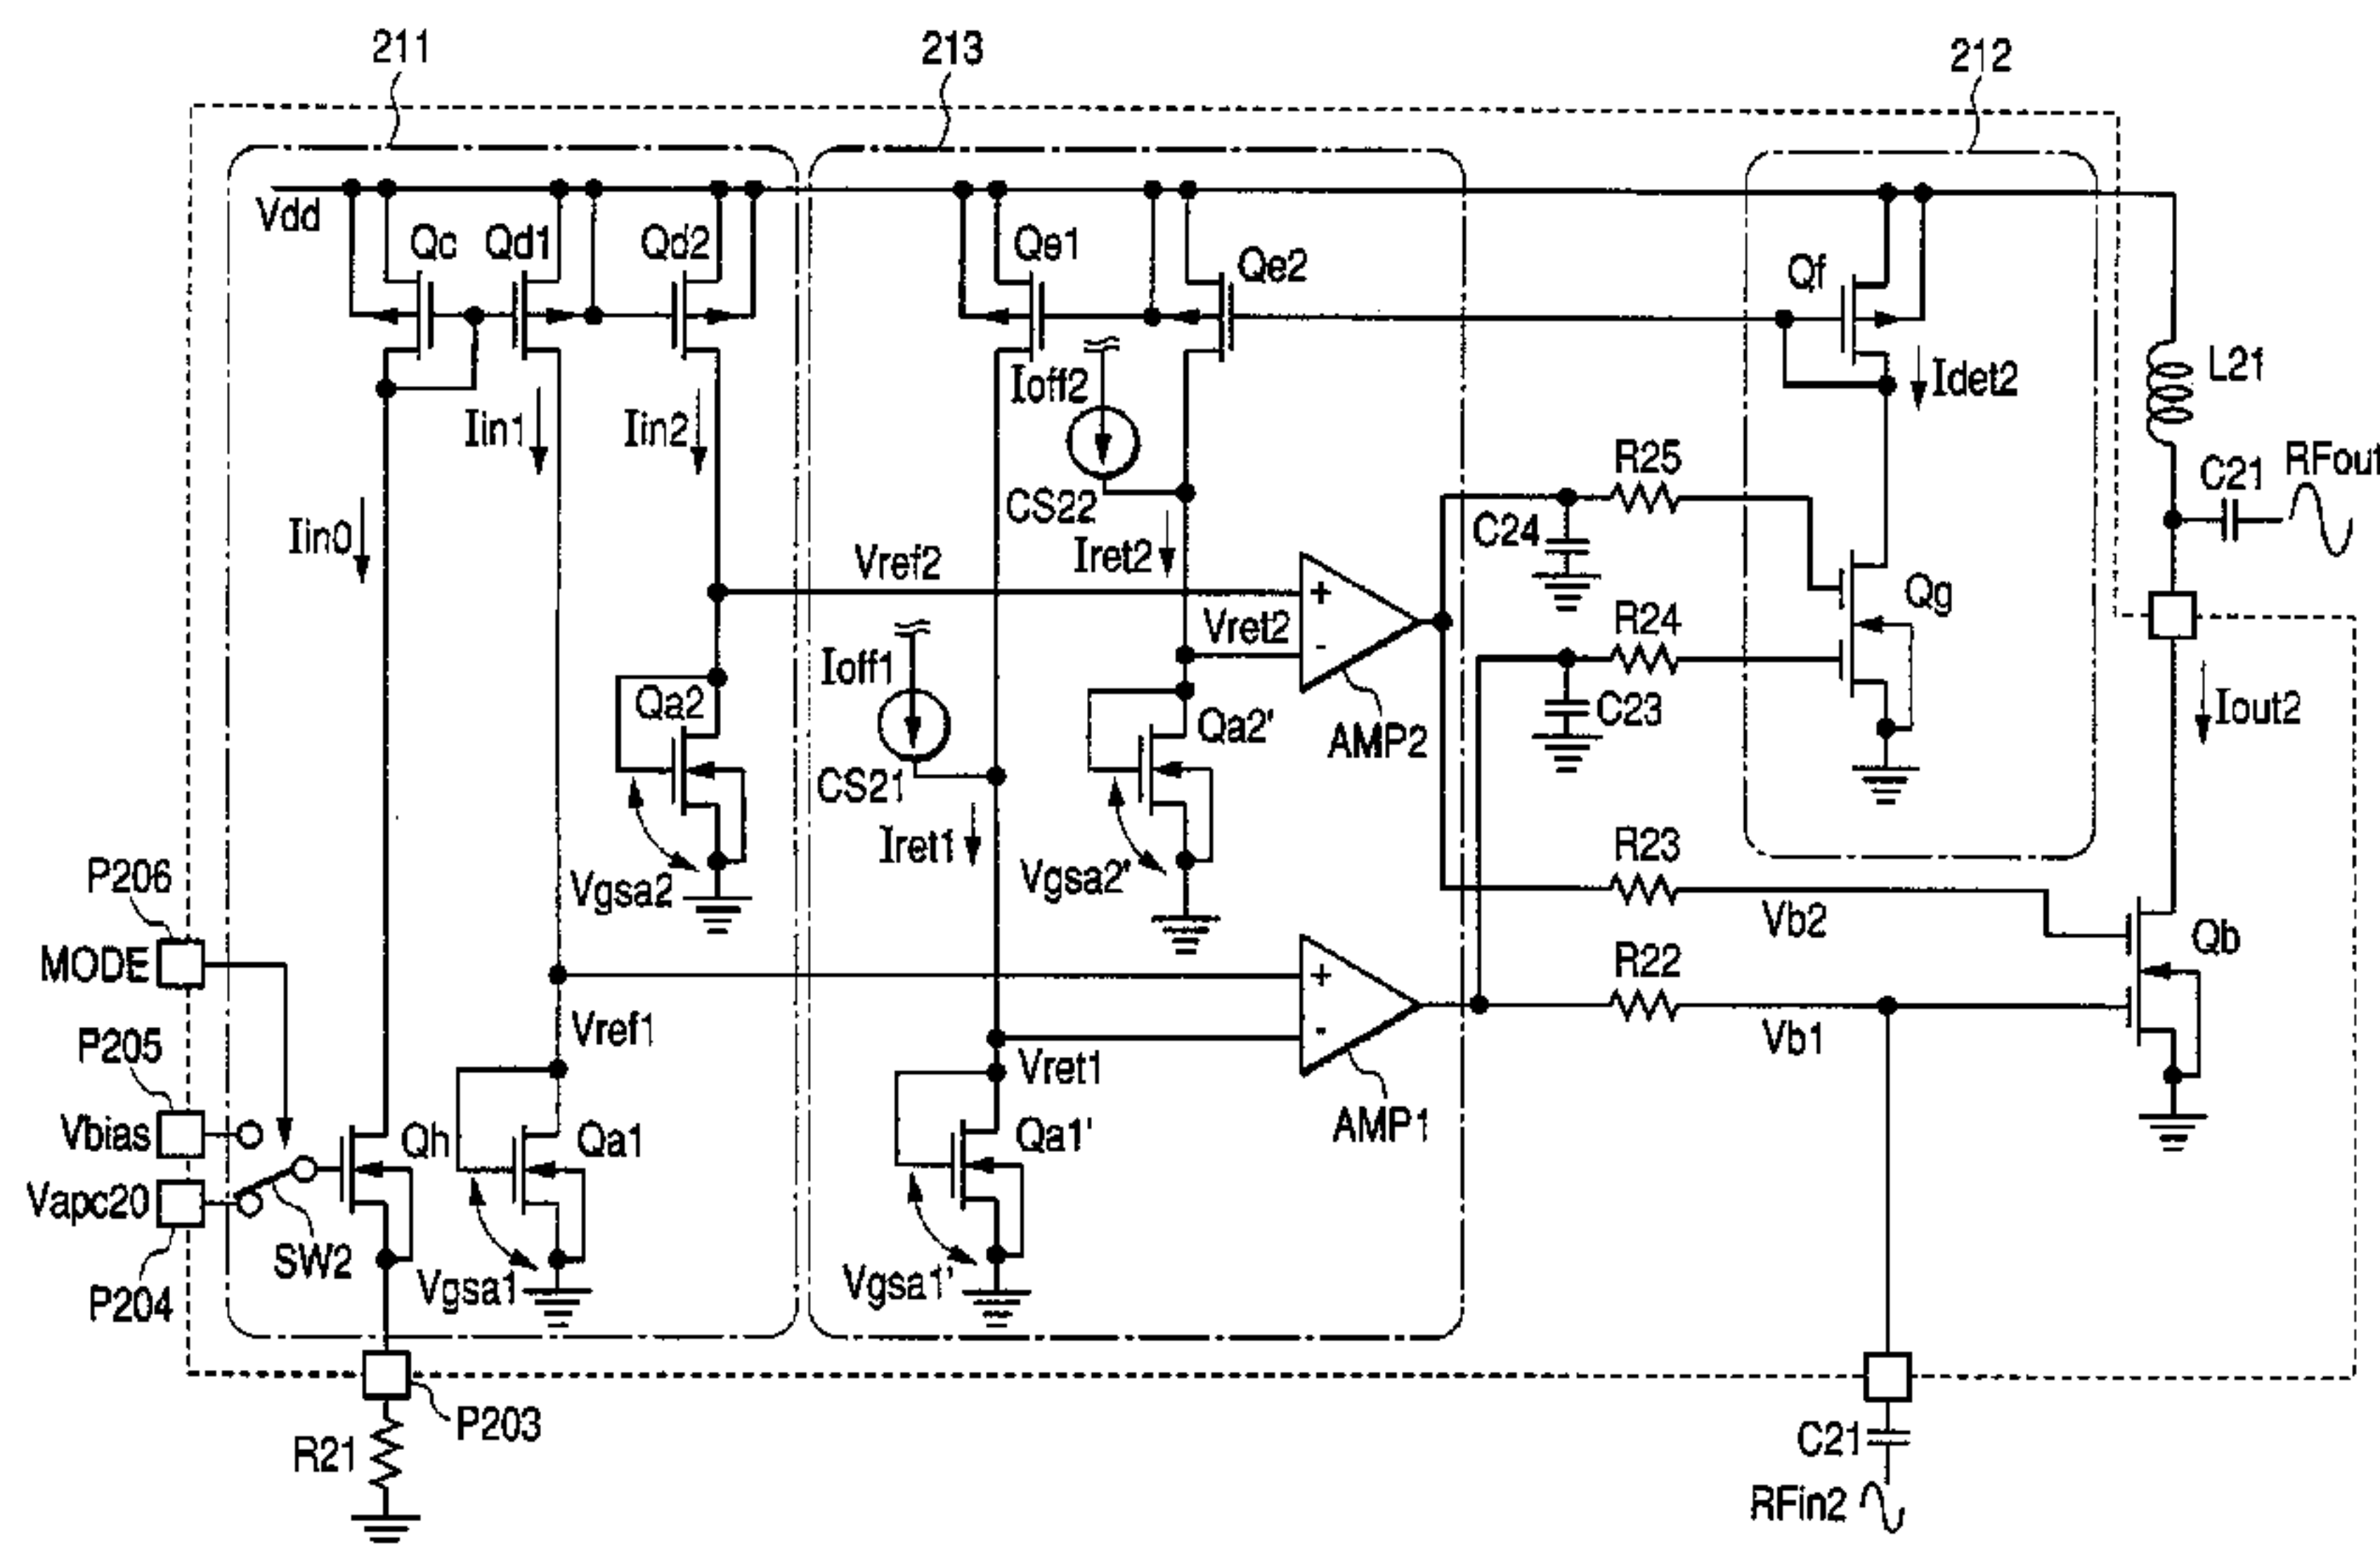 211
213
212
Vdd
Qc
Qd1
Qd2
Qe1
Qe2
Qf
Ioff2
Idet2
L21
Iin1
Iin2
R25
C21
RFout
CS22
C24
Iin0
Iret2
Vref2
Qg
R24
Vret2
+
-
Ioff1
Qa2
Qa2'
C23
AMP2
Iout2
CS21
Iret1
R23
P206
Vgsa2
Vgsa2'
Vb2
MODE
Qb
R22
+
-
Vref1
P205
Vb1
Vret1
Vbias
Qh
Qa1
Qa1'
AMP1
Vapc20
SW2
Vgsa1
Vgsa1'
P204
P203
R21
C21
RFin2